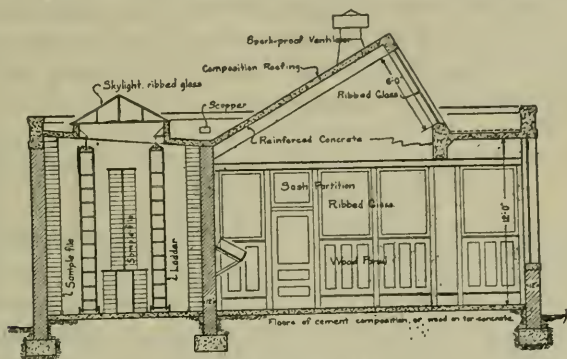 Spark-proof Ventilator
Composition Roofing
Skylight, ribbed glass
6'-0"
Ribbed Glass
Scupper
Reinforced Concrete
Sash Partition
Ribbed Glass
12'-0"
Sample file
Sample file
Ladder
Wood Panel
Floors of cement composition, or wood on tar-concrete.